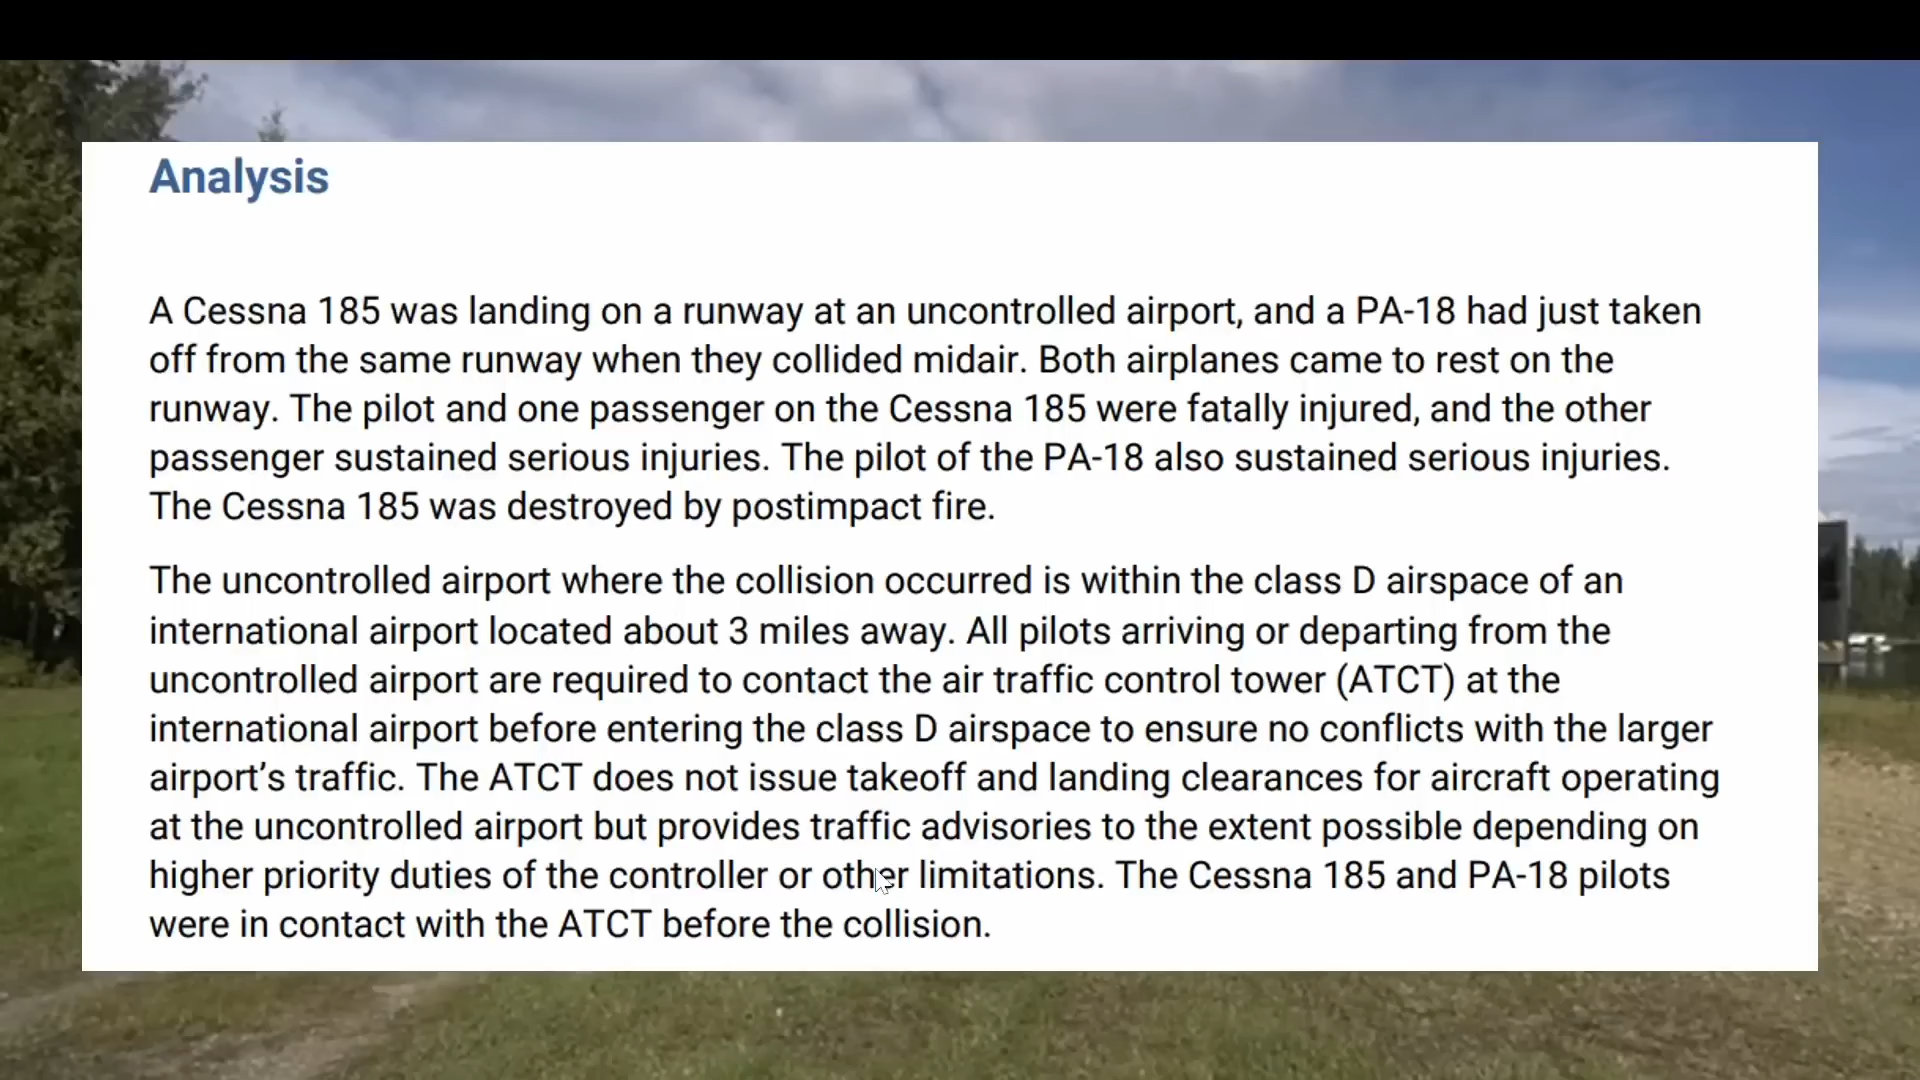 Analysis
A Cessna 185 was landing on a runway at an uncontrolled airport, and a PA-18 had just taken
off from the same runway when they collided midair. Both airplanes came to rest on the
runway. The pilot and one passenger on the Cessna 185 were fatally injured, and the other
passenger sustained serious injuries. The pilot of the PA-18 also sustained serious injuries.
The Cessna 185 was destroyed by postimpact fire.
The uncontrolled airport where the collision occurred is within the class D airspace of an
international airport located about 3 miles away. All pilots arriving or departing from the
uncontrolled airport are required to contact the air traffic control tower (ATCT) at the
international airport before entering the class D airspace to ensure no conflicts with the larger
airport’s traffic. The ATCT does not issue takeoff and landing clearances for aircraft operating
at the uncontrolled airport but provides traffic advisories to the extent possible depending on
higher priority duties of the controller or other limitations. The Cessna 185 and PA-18 pilots
were in contact with the ATCT before the collision.